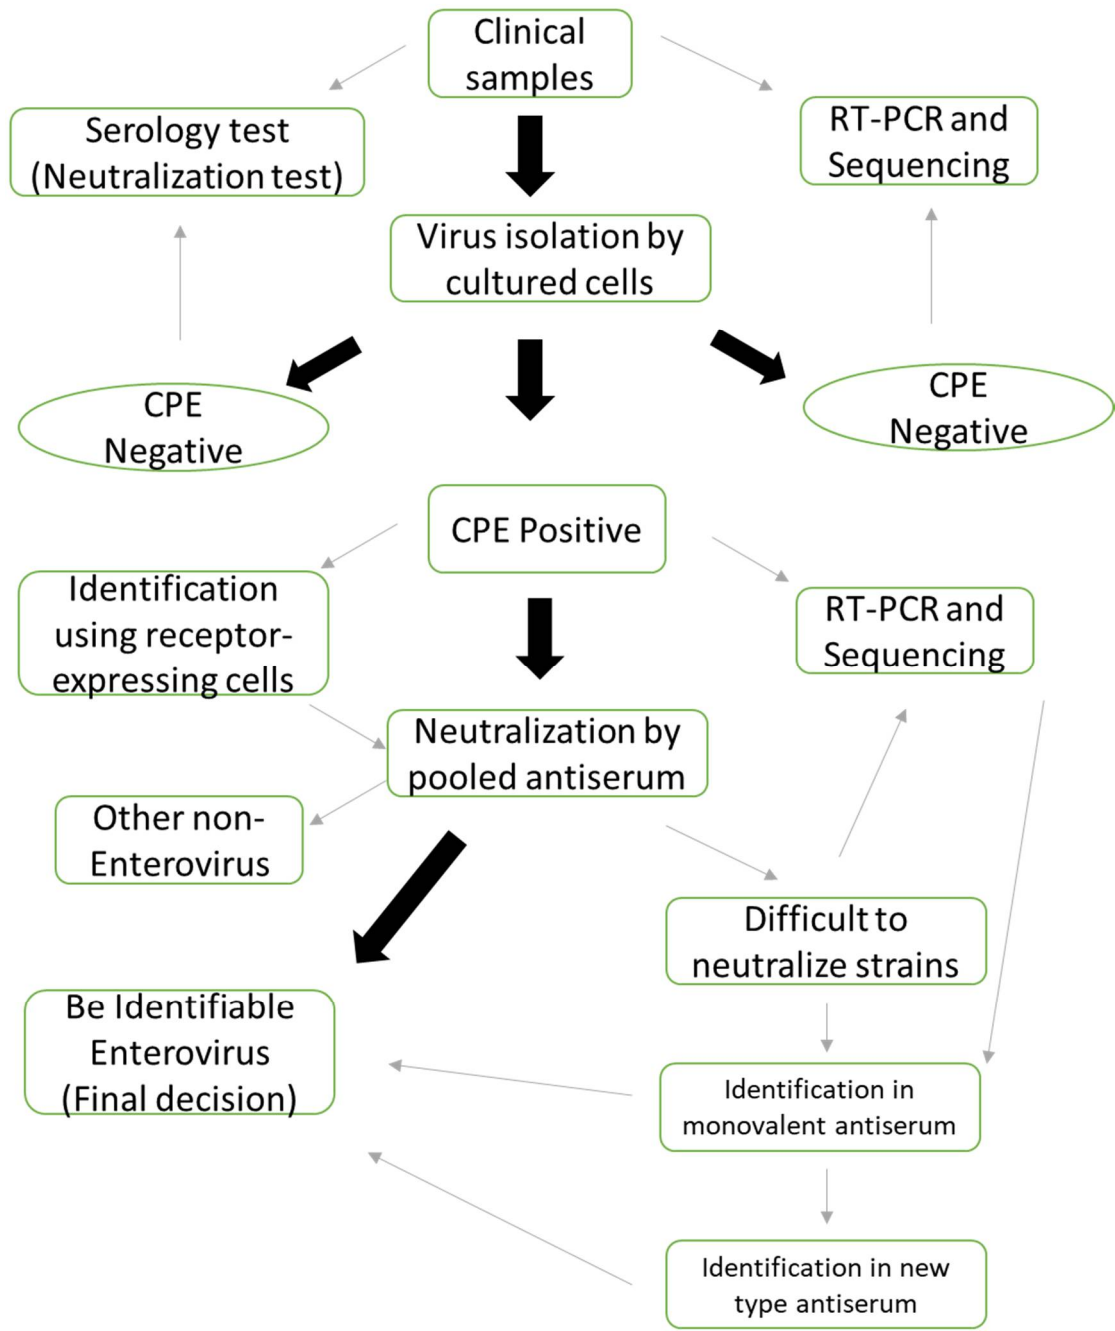 Clinical
samples
Serology test
(Neutralization test)
RT-PCR and
Sequencing
Virus isolation by
cultured cells
CPE
Negative
CPE
Negative
CPE Positive
Identification
using receptor-
expressing cells
RT-PCR and
Sequencing
Neutralization by
pooled antiserum
Other non-
Enterovirus
Difficult to
neutralize strains
Be Identifiable
Enterovirus
(Final decision)
Identification in
monovalent antiserum
Identification in new
type antiserum